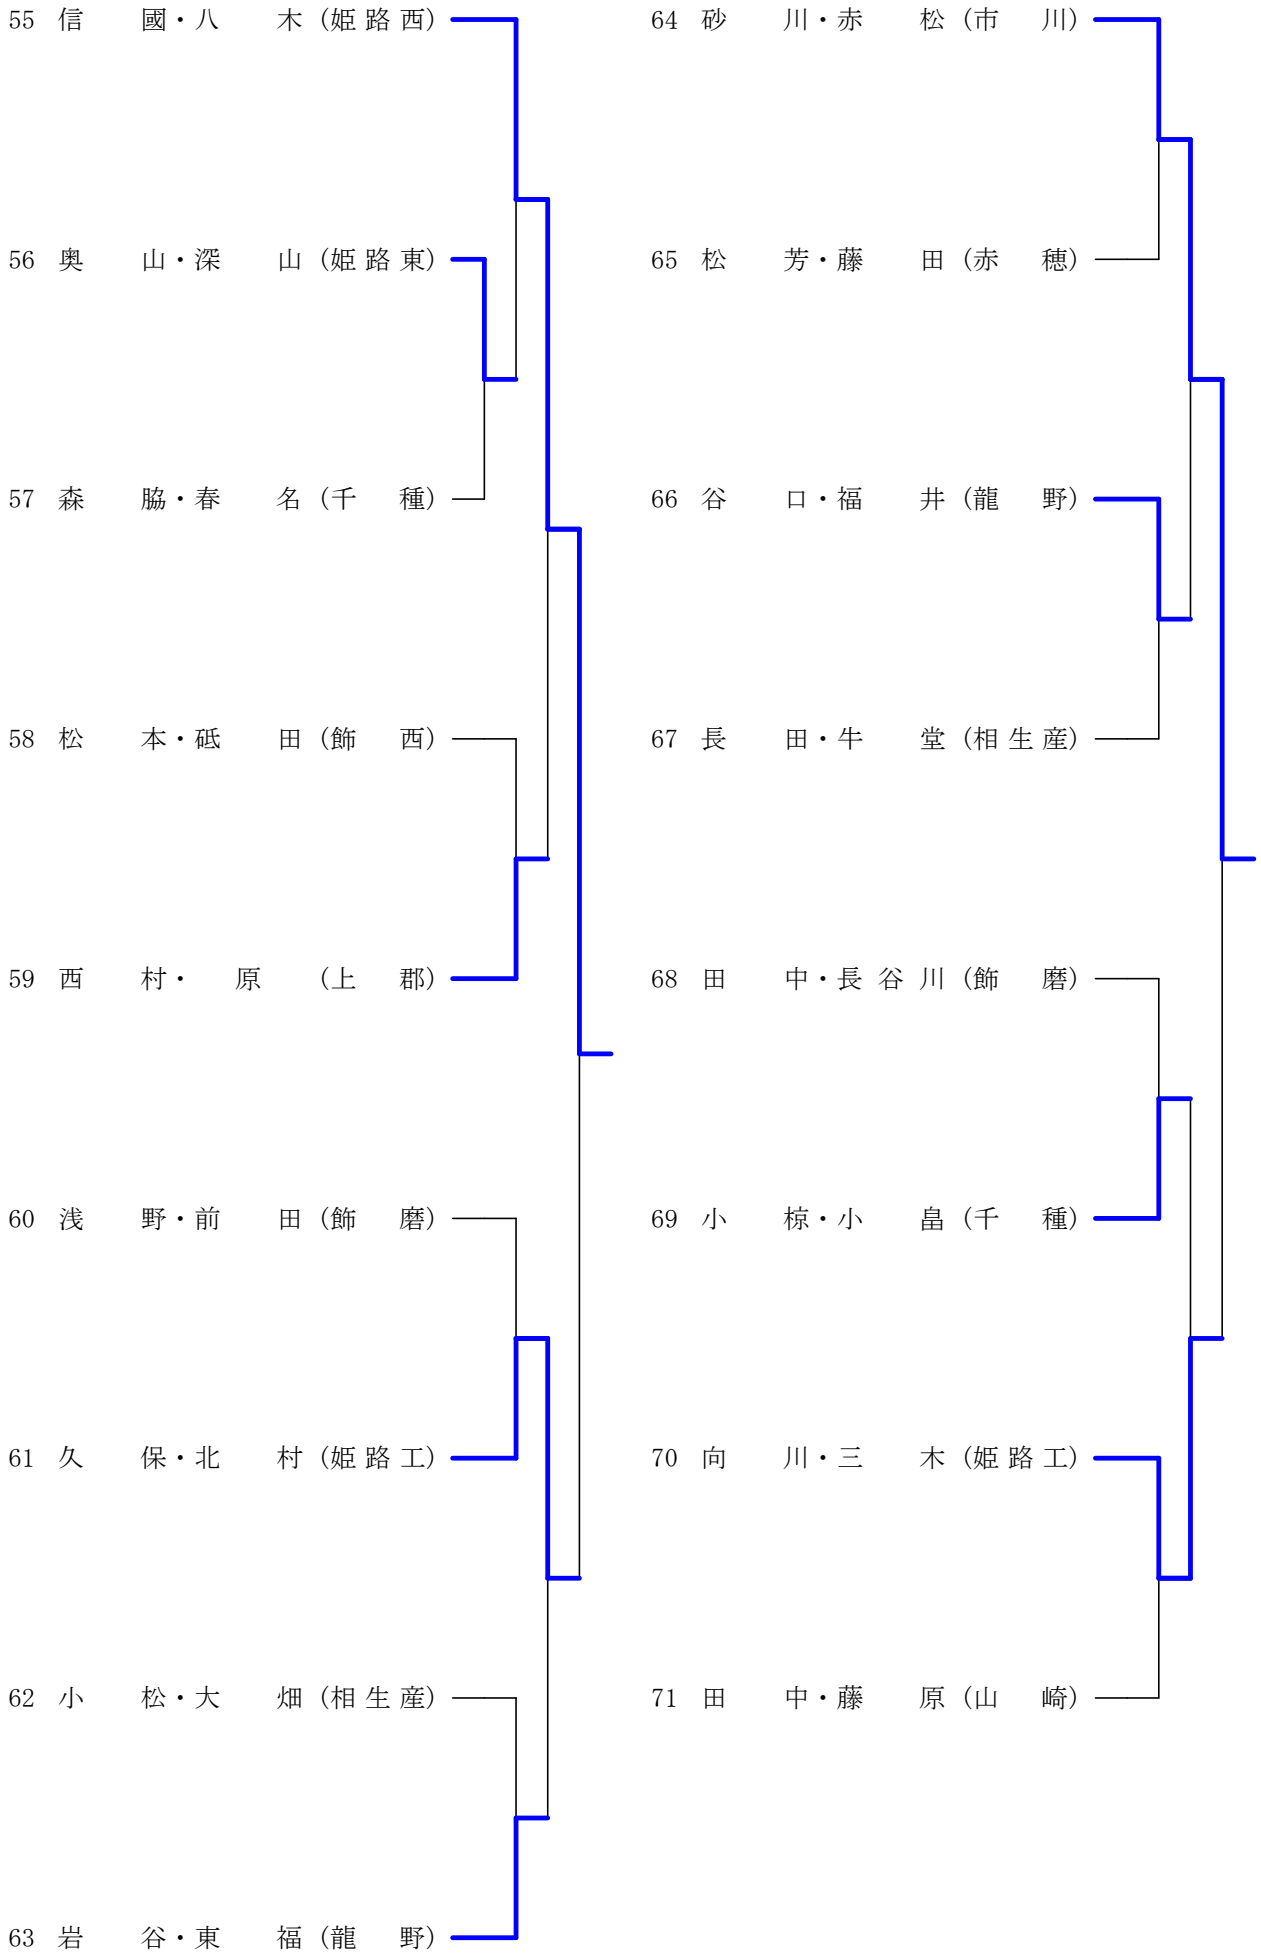 55 信國・八木 (姫路西)
56 奥山・深山 (姫路東)
57 森脇・春名 (千種)
58 松本・砥田 (飾西)
59 西村・原 (上郡)
60 浅野・前田 (飾磨)
61 久保・北村 (姫路工)
62 小松・大畑 (相生産)
63 岩谷・東福 (龍野)
64 砂川・赤松 (市川)
65 松芳・藤田 (赤穂)
66 谷口・福井 (龍野)
67 長田・牛堂 (相生産)
68 田中・長谷川 (飾磨)
69 小椋・小畠 (千種)
70 向川・三木 (姫路工)
71 田中・藤原 (山崎)